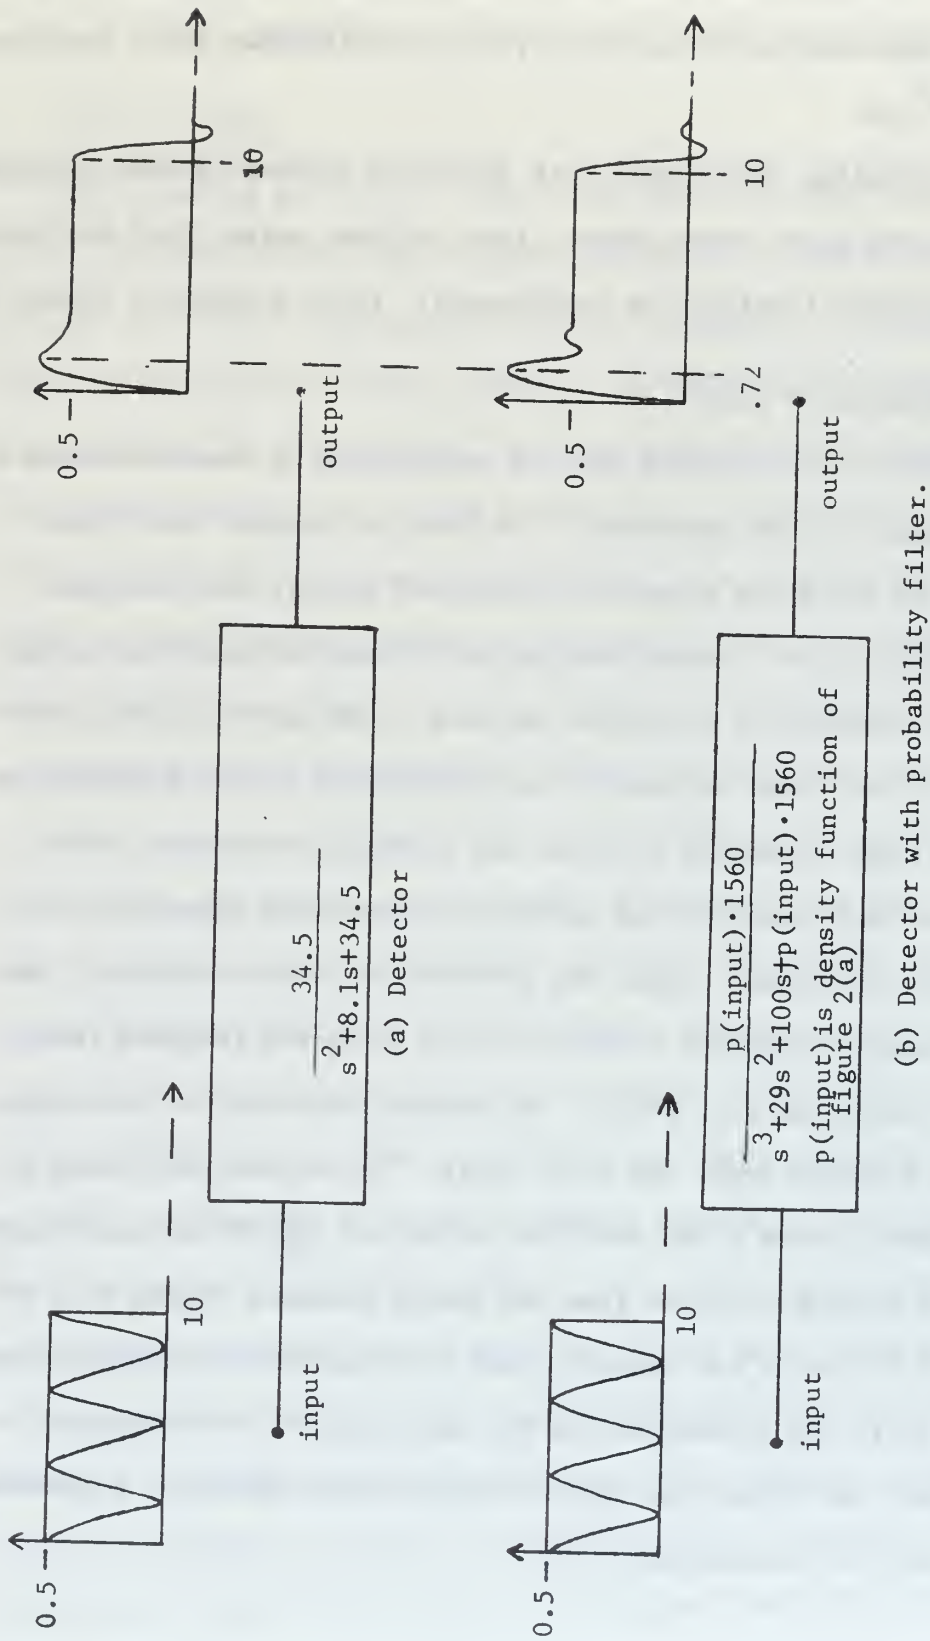 0.5
10
input
34.5
s²+8.1s+34.5
(a) Detector
output
0.5
10
0.5
10
input
p(input)·1560
s³+29s²+100s+p(input)·1560
p(input) is density function of
figure 2(a)
output
0.5
.72
10
(b) Detector with probability filter.